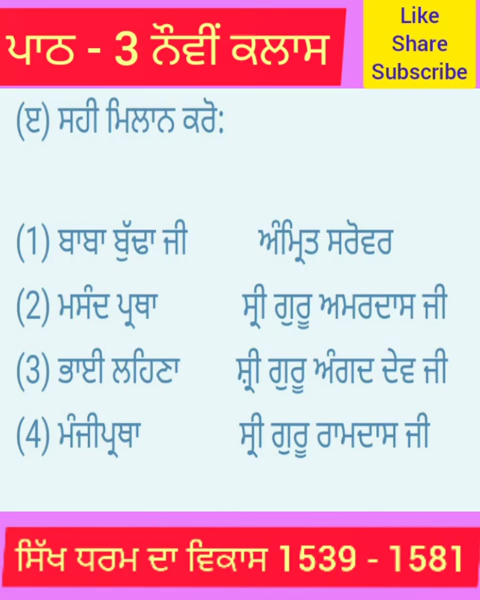 ਪਾਠ - 3 ਨੌਵੀਂ ਕਲਾਸ
Like
Share
Subscribe
(ੲ) ਸਹੀ ਮਿਲਾਨ ਕਰੋ:
(1) ਬਾਬਾ ਬੁੱਢਾ ਜੀ ਅੰਮ੍ਰਿਤ ਸਰੋਵਰ
(2) ਮਸੰਦ ਪ੍ਰਥਾ ਸ੍ਰੀ ਗੁਰੂ ਅਮਰਦਾਸ ਜੀ
(3) ਭਾਈ ਲਹਿਣਾ ਸ਼੍ਰੀ ਗੁਰੂ ਅੰਗਦ ਦੇਵ ਜੀ
(4) ਮੰਜੀਪ੍ਰਥਾ ਸ੍ਰੀ ਗੁਰੂ ਰਾਮਦਾਸ ਜੀ
ਸਿੱਖ ਧਰਮ ਦਾ ਵਿਕਾਸ 1539 - 1581